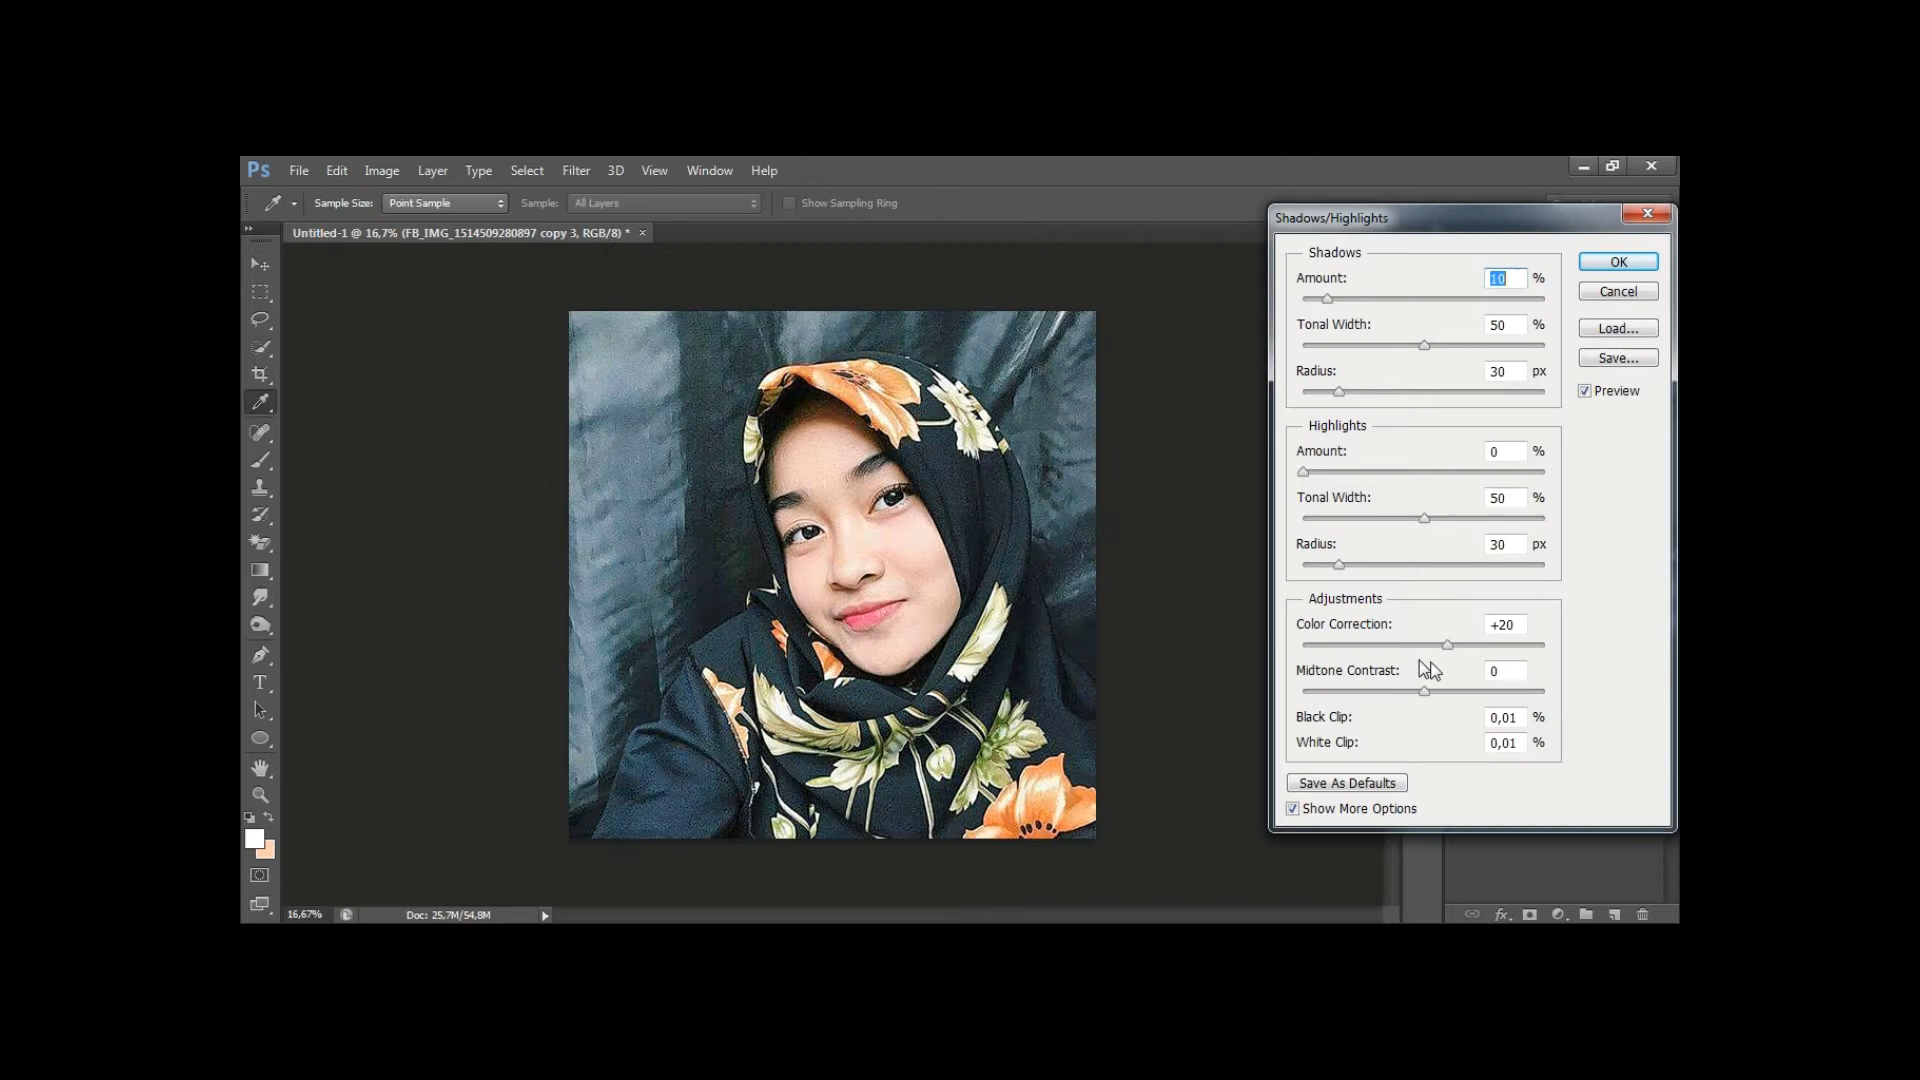 Ps File Edit Image Layer Type Select Filter 3D View Window Help
Sample Size: Point Sample Sample: All Layers Show Sampling Ring
Untitled-1 @ 16,7% (FB_IMG_1514509280897 copy 3, RGB/8) * ×
Shadows/Highlights
Shadows
Amount: 10 %
Tonal Width: 50 %
Radius: 30 px
Highlights
Amount: 0 %
Tonal Width: 50 %
Radius: 30 px
Adjustments
Color Correction: +20
Midtone Contrast: 0
Black Clip: 0,01 %
White Clip: 0,01 %
Save As Defaults
Show More Options
OK
Cancel
Load...
Save...
Preview
T
16,67% Doc: 25,7M/54,8M
fx